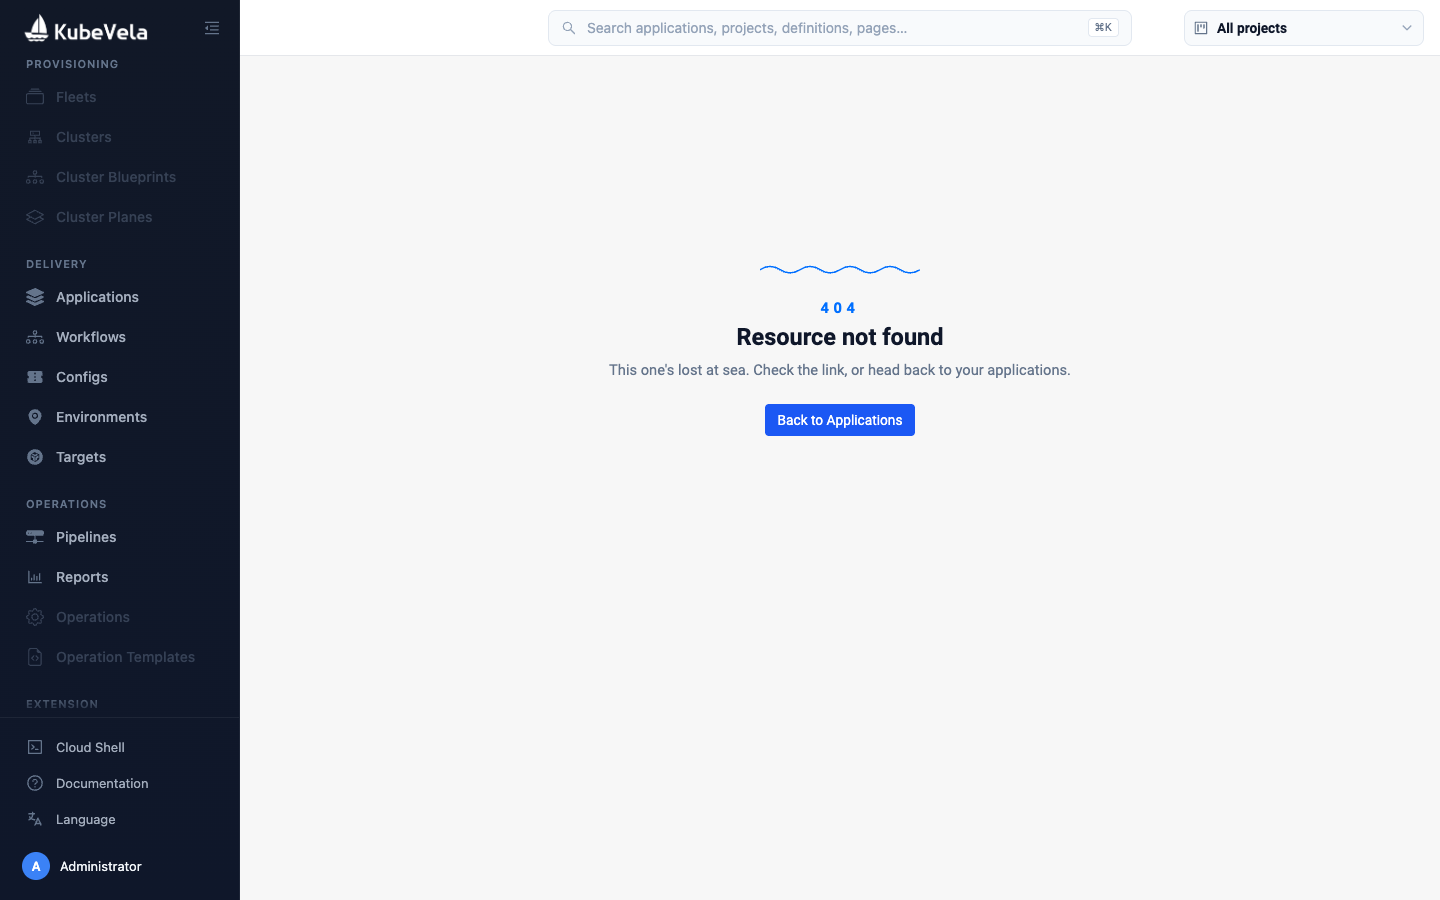 KubeVela
Search applications, projects, definitions, pages...
⌘K
All projects
PROVISIONING
Fleets
Clusters
Cluster Blueprints
Cluster Planes
DELIVERY
Applications
Workflows
Configs
Environments
Targets
OPERATIONS
Pipelines
Reports
Operations
Operation Templates
EXTENSION
Cloud Shell
Documentation
Language
A
Administrator
404
Resource not found
This one's lost at sea. Check the link, or head back to your applications.
Back to Applications